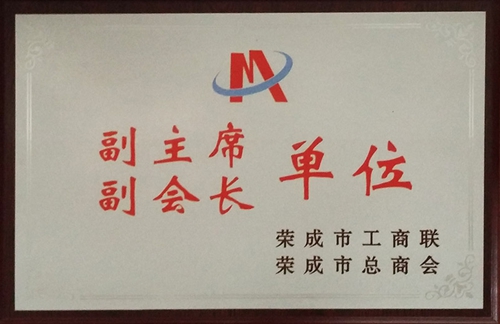 副主席
副会长
单位
荣成市工商联
荣成市总商会